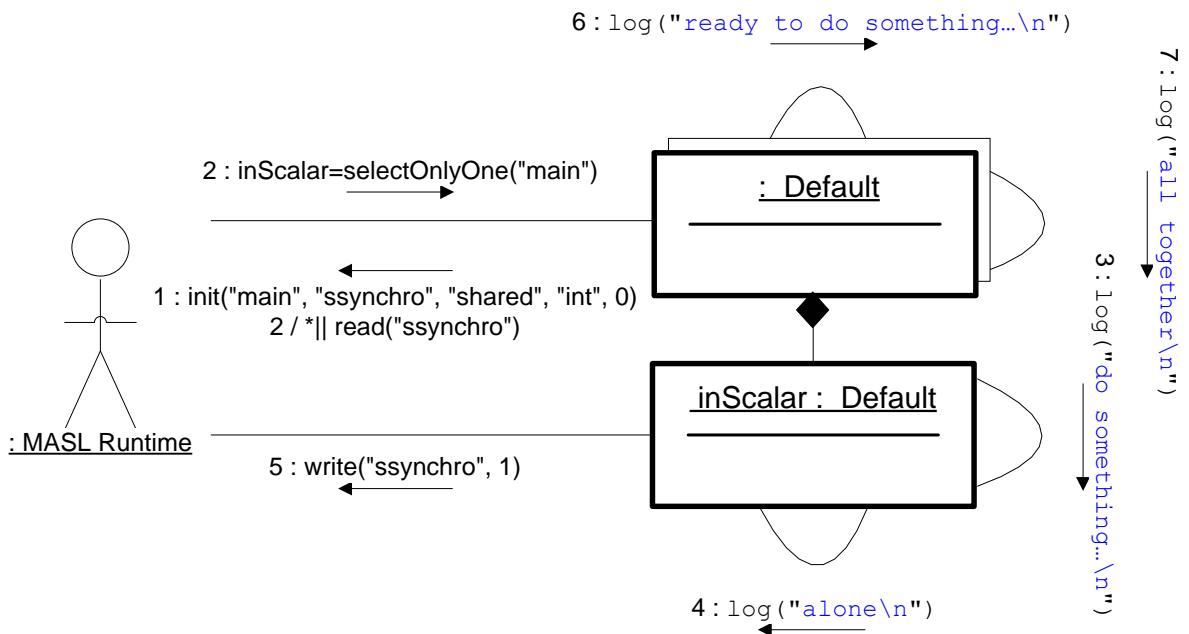 6 : log("ready to do something…\n")
7 : log("all together\n")
2 : inScalar=selectOnlyOne("main")
: Default
3 : log("do something…\n")
1 : init("main", "ssynchro", "shared", "int", 0)
2 / *|| read("ssynchro")
inScalar : Default
: MASL Runtime
5 : write("ssynchro", 1)
4 : log("alone\n")